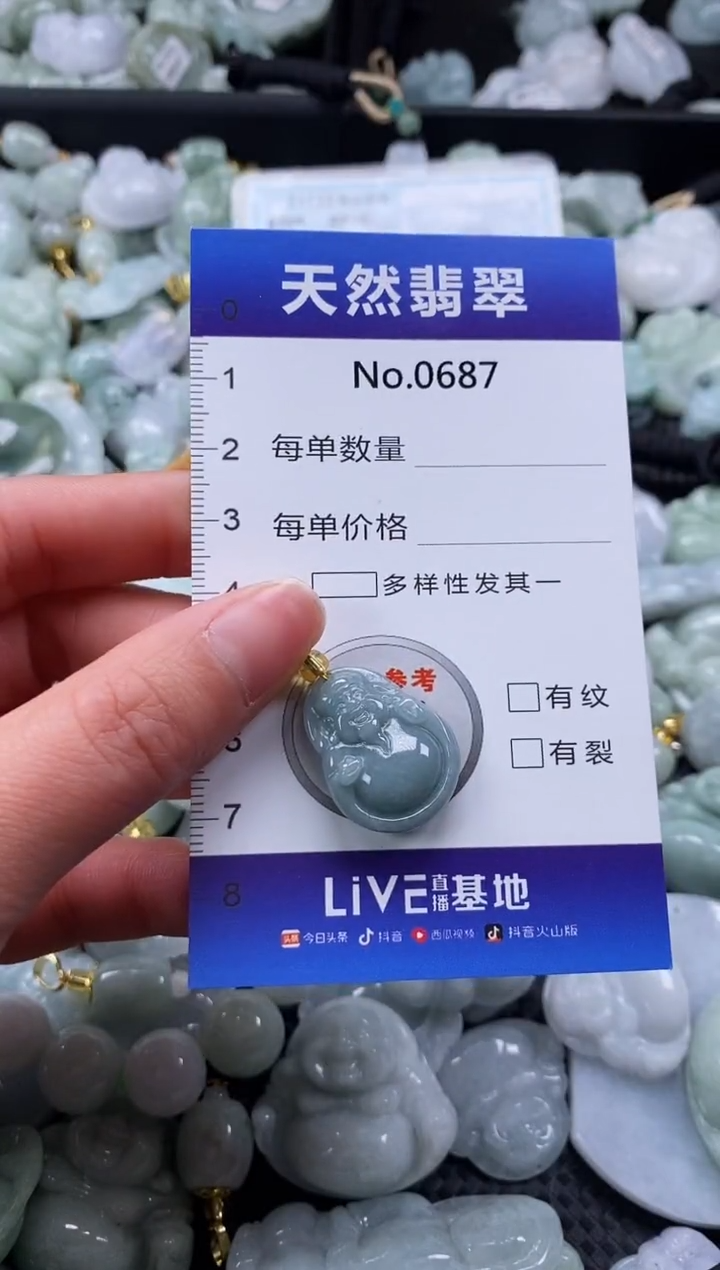 天然翡翠
0
1
2
3
7
8
No.0687
每单数量
每单价格
多样性发其一
参考
有纹
有裂
LiVE直播基地
今日头条 抖音 西瓜视频 抖音火山版